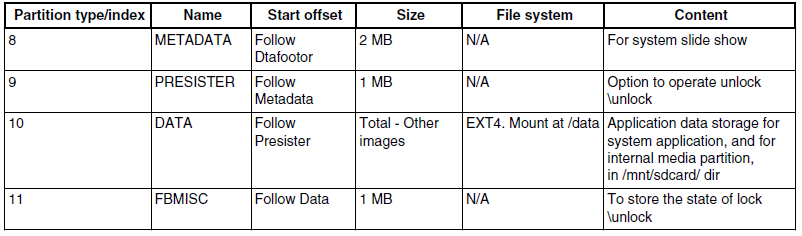 Partition type/index Name Start offset Size File system Content
8 METADATA Follow 2 MB N/A For system slide show
Dtafootor
9 PRESISTER Follow 1 MB N/A Option to operate unlock
Metadata \unlock
10 DATA Follow Total - Other EXT4. Mount at /data Application data storage for
Presister images system application, and for
internal media partition,
in /mnt/sdcard/ dir
11 FBMISC Follow Data 1 MB N/A To store the state of lock
\unlock